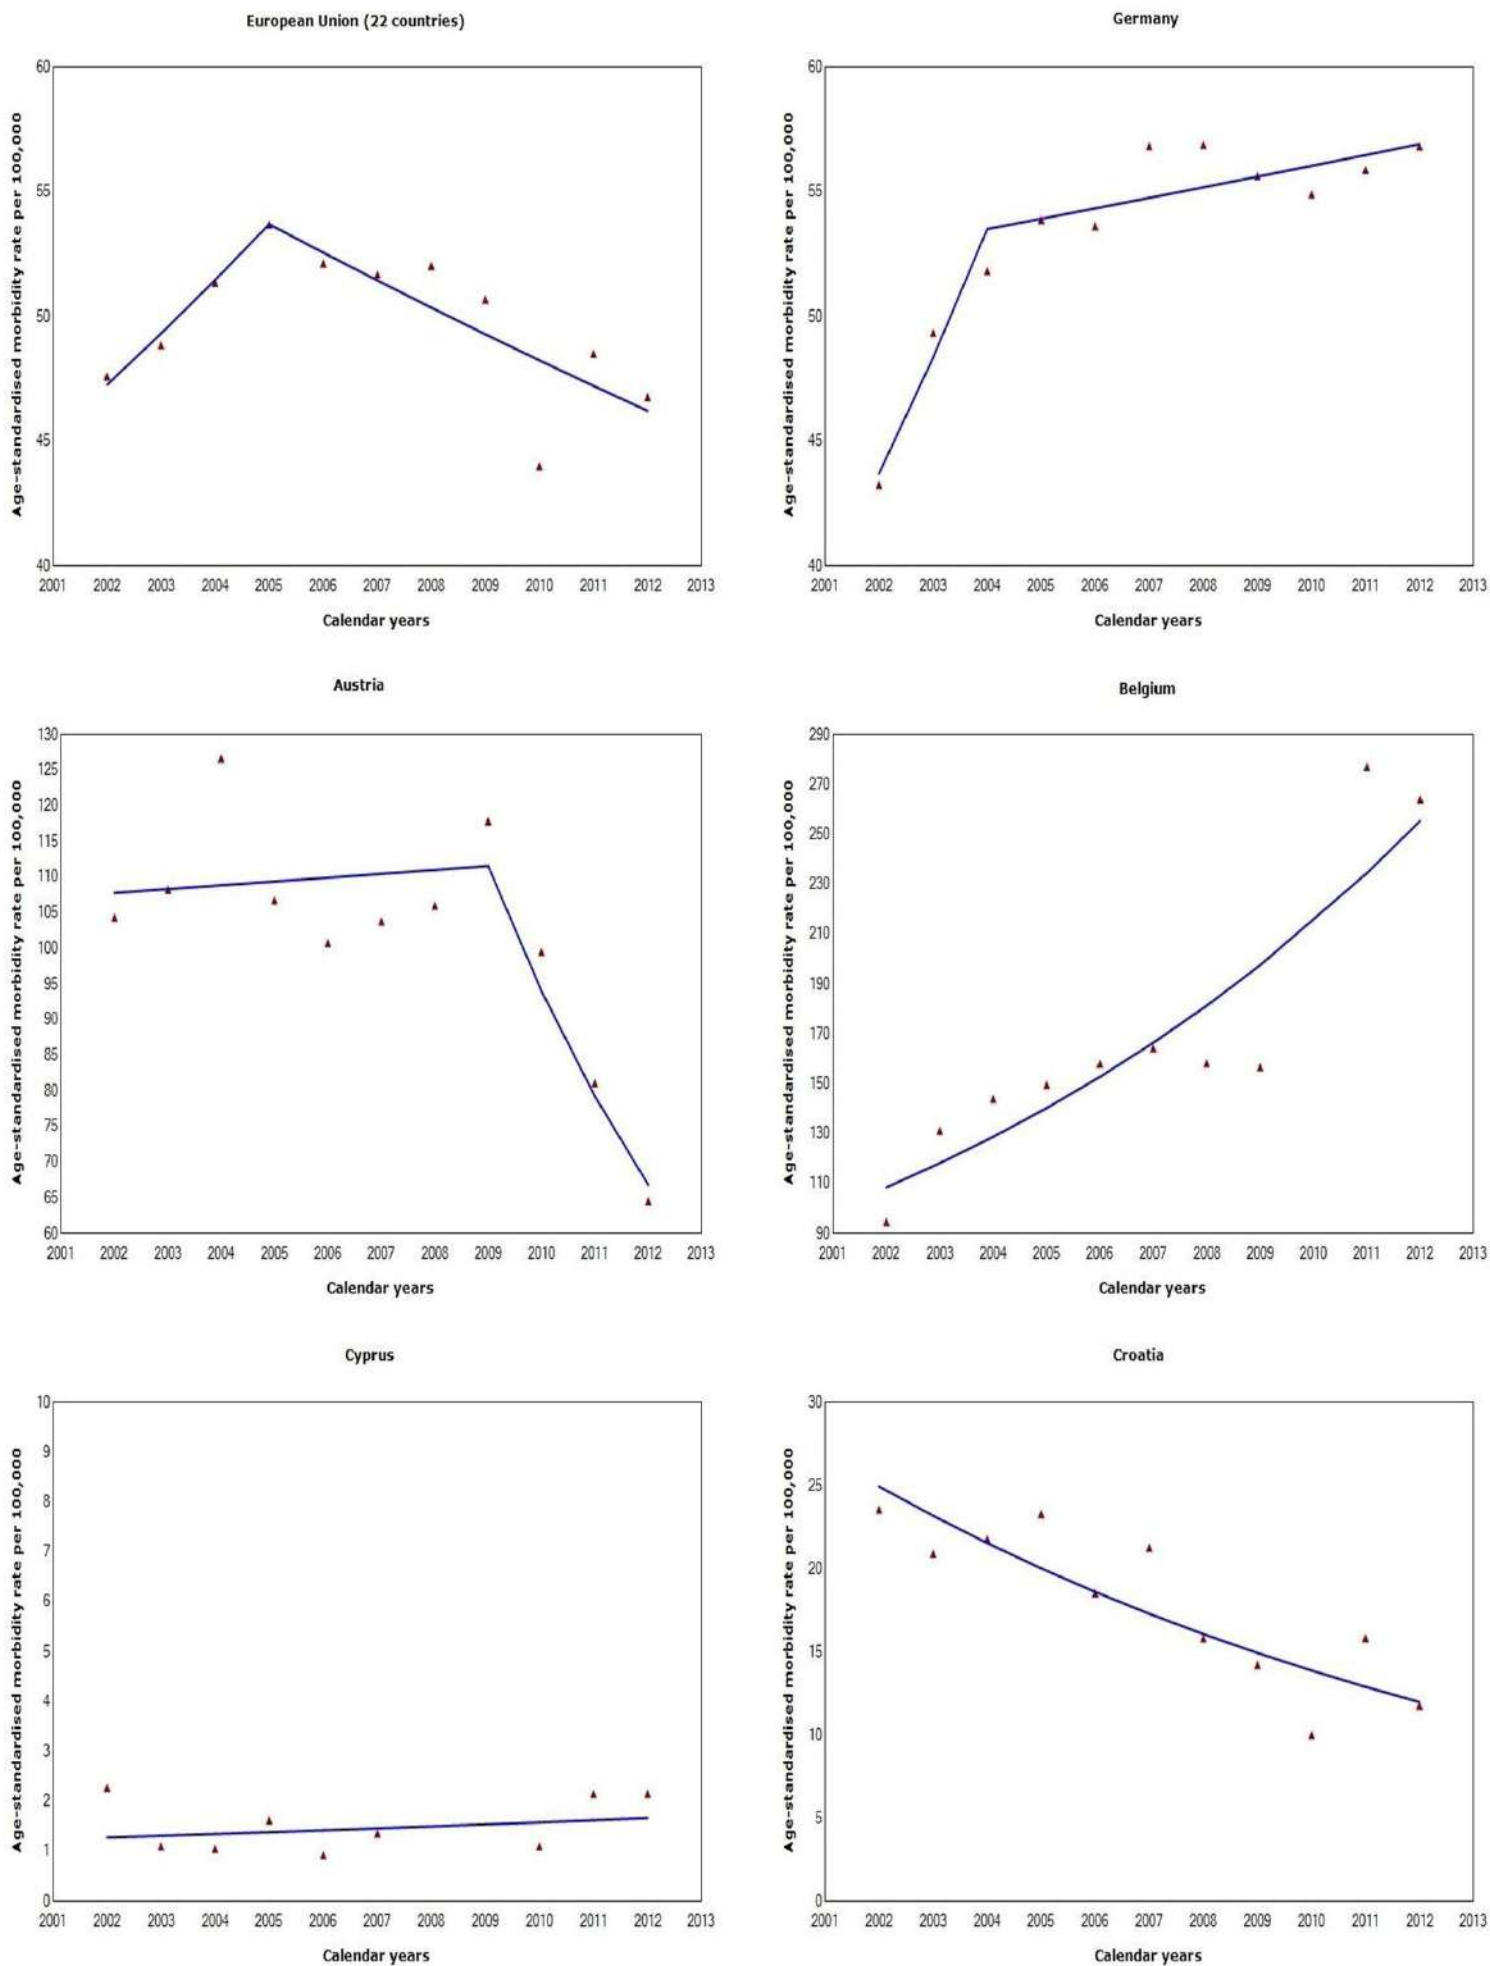 European Union (22 countries)
Age-standardised morbidity rate per 100,000
60
55
50
45
40
2001 2002 2003 2004 2005 2006 2007 2008 2009 2010 2011 2012 2013
Calendar years
Germany
Age-standardised morbidity rate per 100,000
60
55
50
45
40
2001 2002 2003 2004 2005 2006 2007 2008 2009 2010 2011 2012 2013
Calendar years
Austria
Age-standardised morbidity rate per 100,000
130
125
120
115
110
105
100
95
90
85
80
75
70
65
60
2001 2002 2003 2004 2005 2006 2007 2008 2009 2010 2011 2012 2013
Calendar years
Belgium
Age-standardised morbidity rate per 100,000
290
270
250
230
210
190
170
150
130
110
90
2001 2002 2003 2004 2005 2006 2007 2008 2009 2010 2011 2012 2013
Calendar years
Cyprus
Age-standardised morbidity rate per 100,000
10
9
8
7
6
5
4
3
2
1
0
2001 2002 2003 2004 2005 2006 2007 2008 2009 2010 2011 2012 2013
Calendar years
Croatia
Age-standardised morbidity rate per 100,000
30
25
20
15
10
5
0
2001 2002 2003 2004 2005 2006 2007 2008 2009 2010 2011 2012 2013
Calendar years